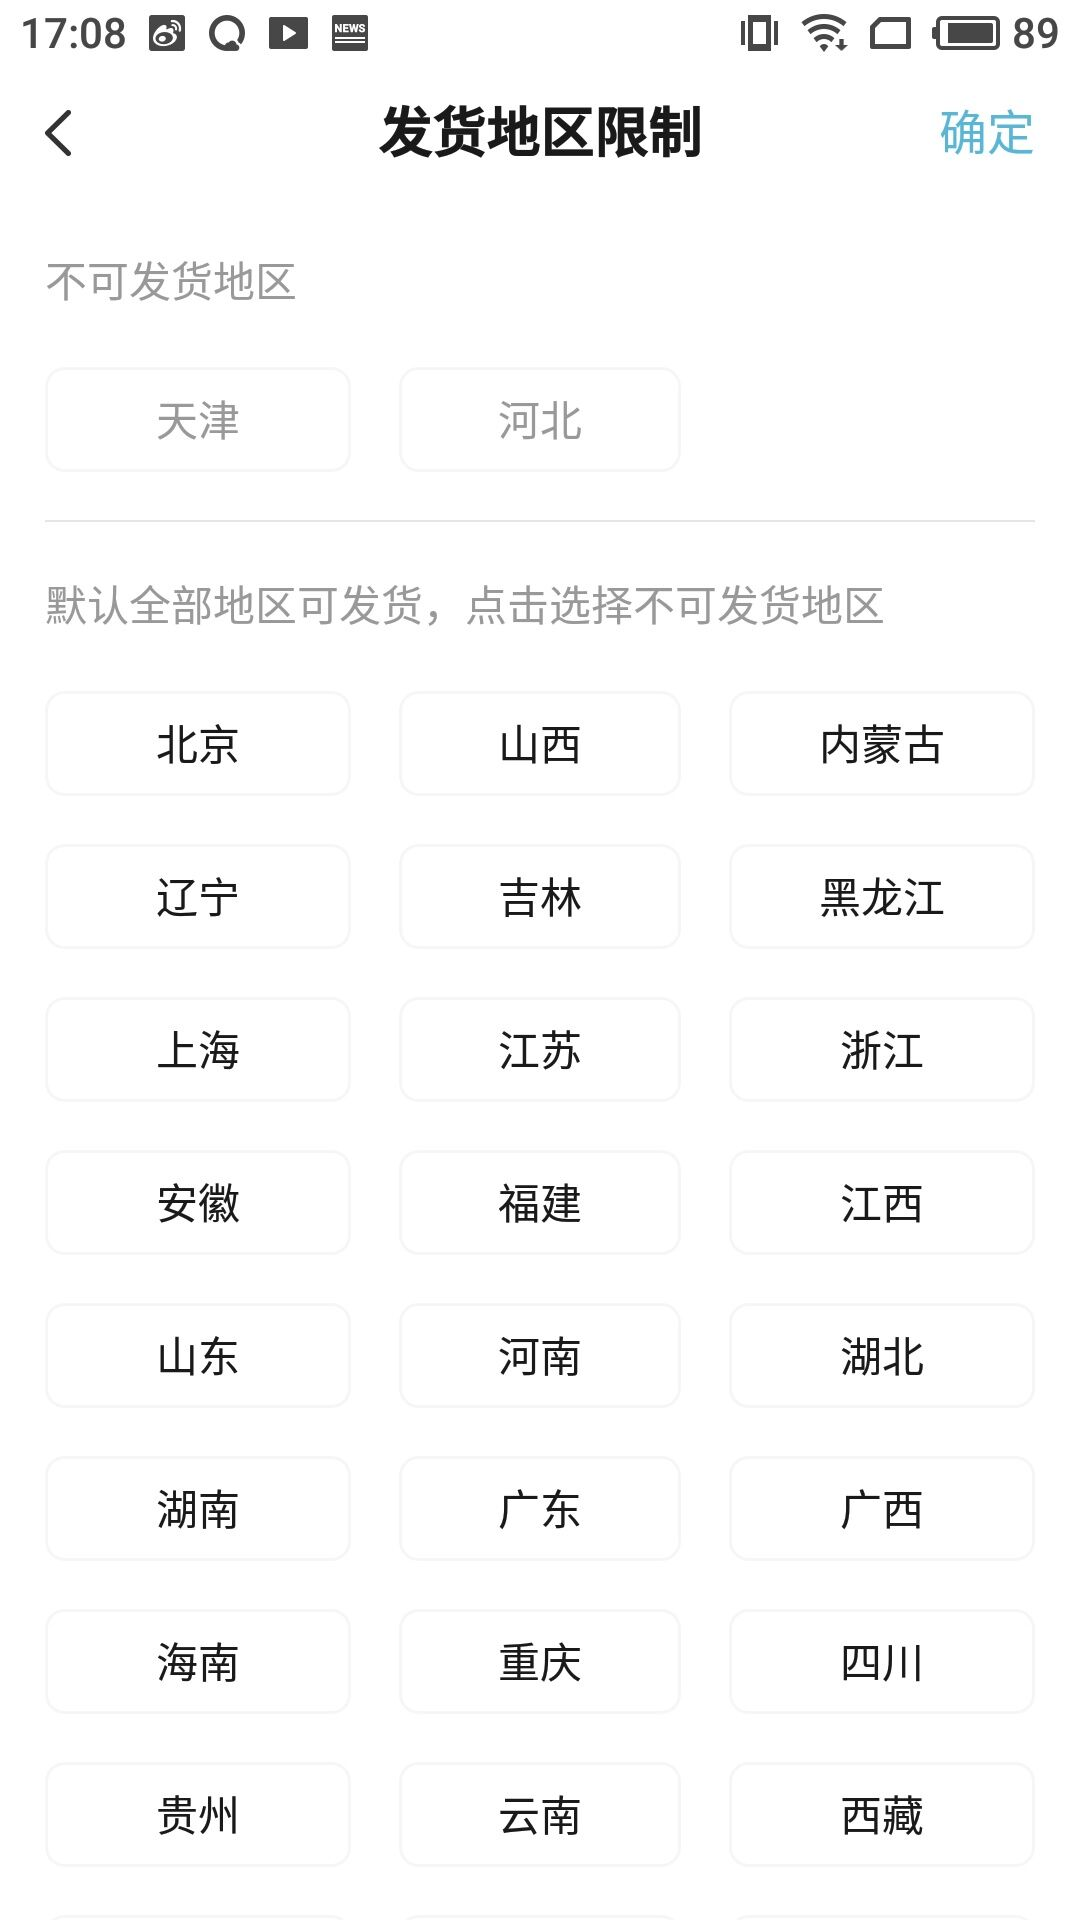 17:08 NEWS 89
发货地区限制 确定
不可发货地区
天津 河北
默认全部地区可发货，点击选择不可发货地区
北京 山西 内蒙古
辽宁 吉林 黑龙江
上海 江苏 浙江
安徽 福建 江西
山东 河南 湖北
湖南 广东 广西
海南 重庆 四川
贵州 云南 西藏